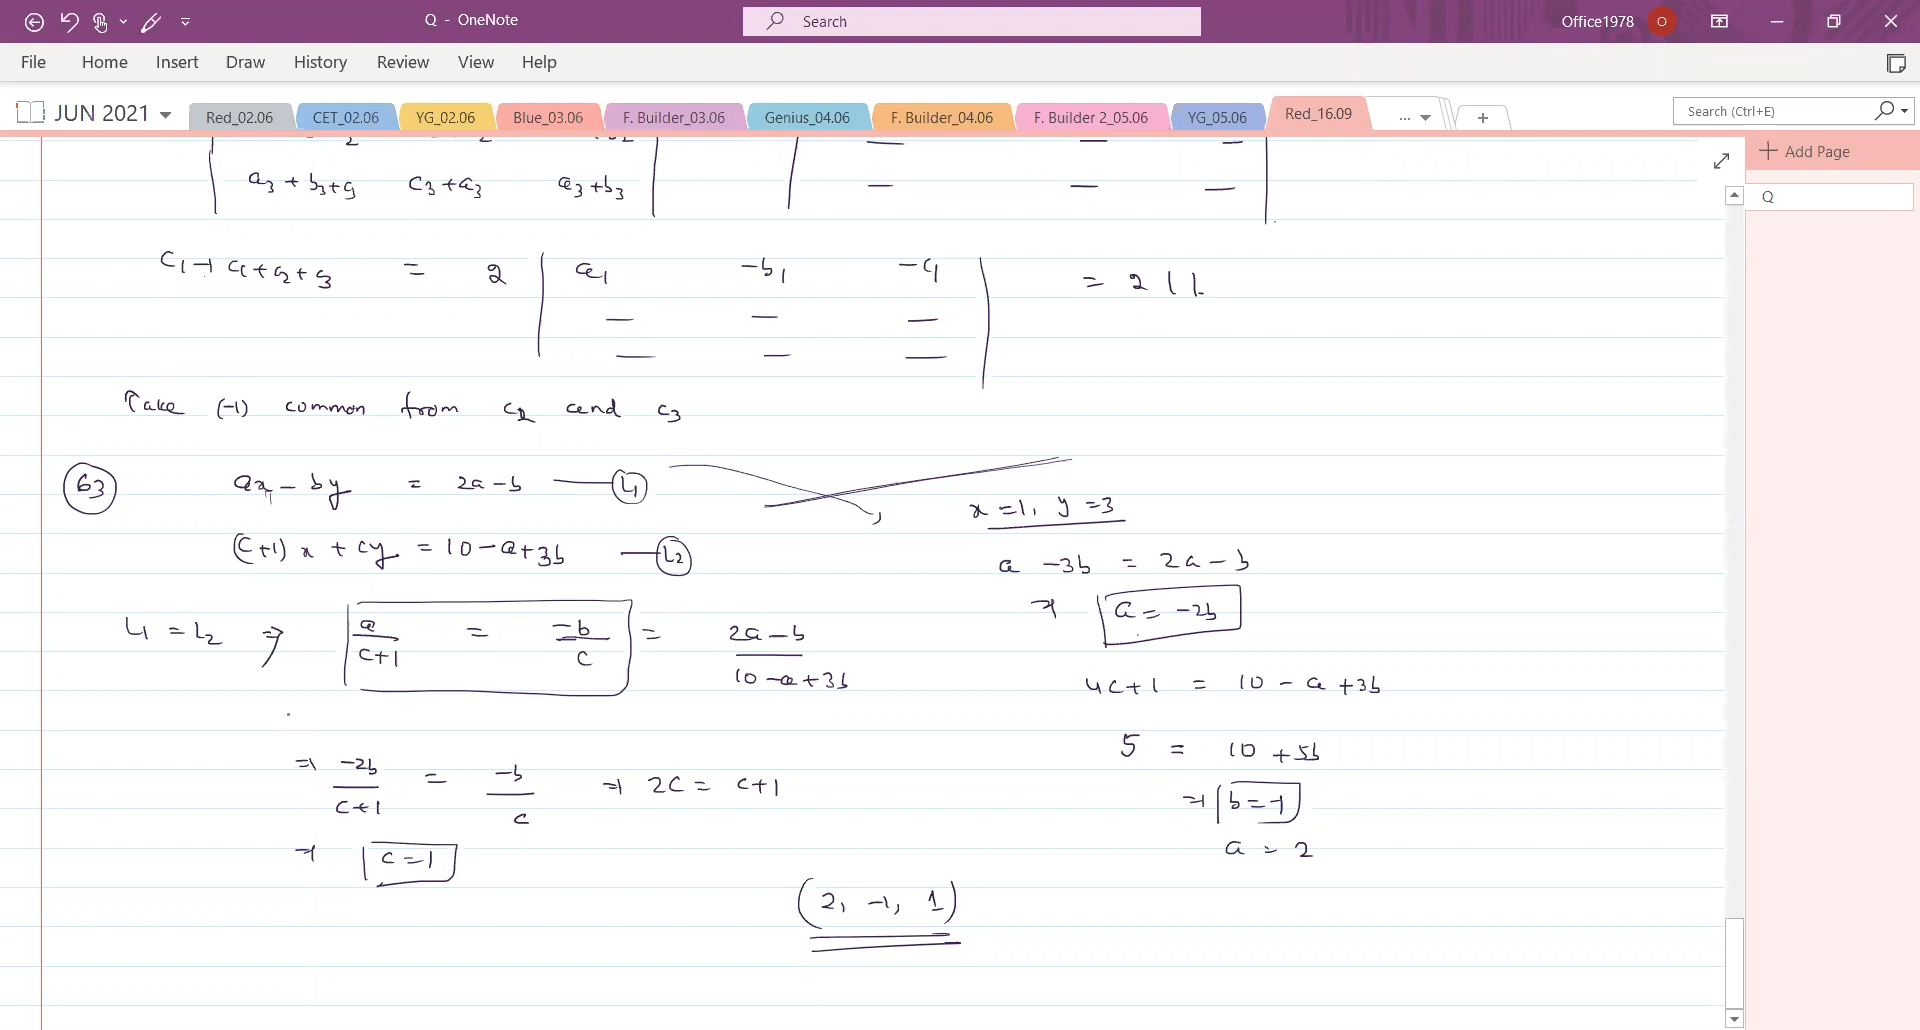 Q - OneNote
Search
Office1978
O
File Home Insert Draw History Review View Help
JUN 2021
Red_02.06 CET_02.06 YG_02.06 Blue_03.06 F. Builder_03.06 Genius_04.06 F. Builder_04.06 F. Builder 2_05.06 YG_05.06 Red_16.09 ... +
Search (Ctrl+E)
Add Page
Q
a₃ + b₃ + c₃ c₃ + a₃ a₃ + b₃
C₁ → c₁ + c₂ + c₃ = 2 | a₁ -b₁ -c₁ | = 2 | |
Take (-1) common from c₂ and c₃
63 ax - by = 2a - b — L₁
x = 1, y = 3
(c+1) x + cy = 10 - a + 3b — L₂
a - 3b = 2a - b
⇒ a = -2b
L₁ = L₂ ⇒ a/(c+1) = -b/c = (2a - b)/(10 - a + 3b)
4c + 1 = 10 - a + 3b
5 = 10 + 5b
⇒ -2b/(c+1) = -b/c ⇒ 2c = c+1
⇒ b = -1
⇒ c = 1
a = 2
(2, -1, 1)